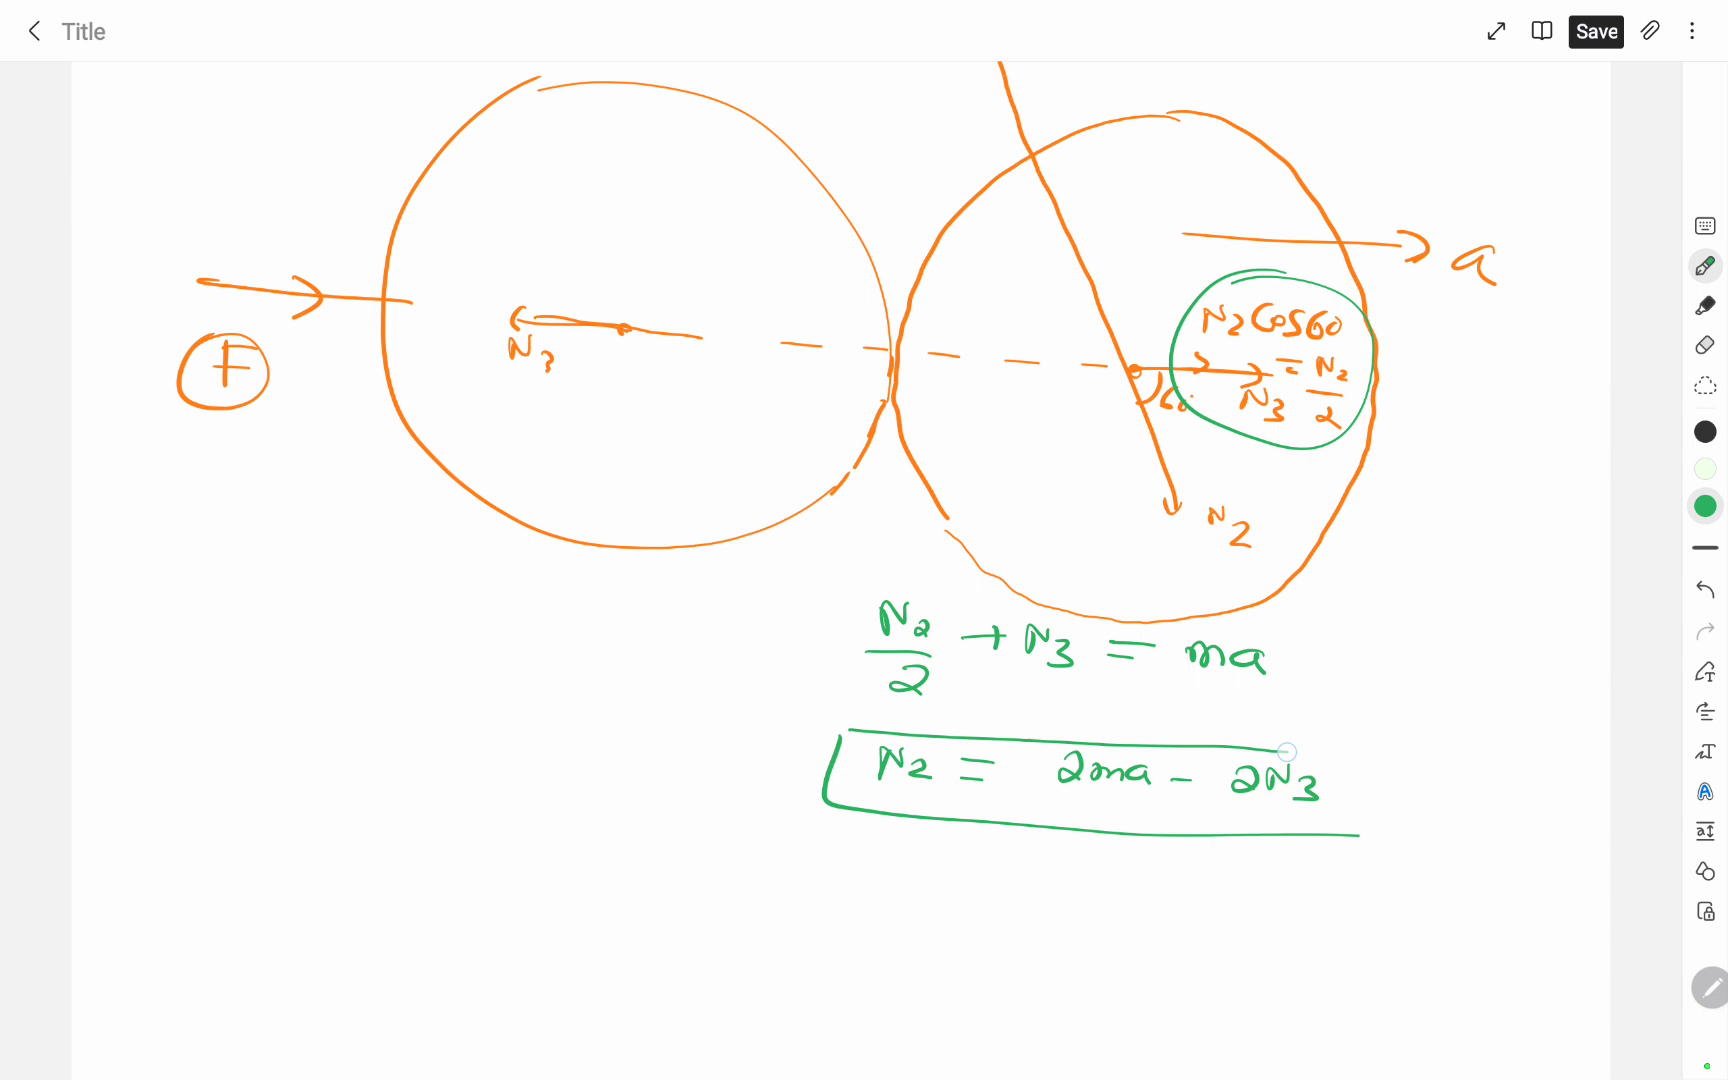 Title
Save
a
N2 Cos60
= N2
2
N3
F
N3
60
N2
N2
2
+ N3 = ma
N2 = 2ma - 2N3